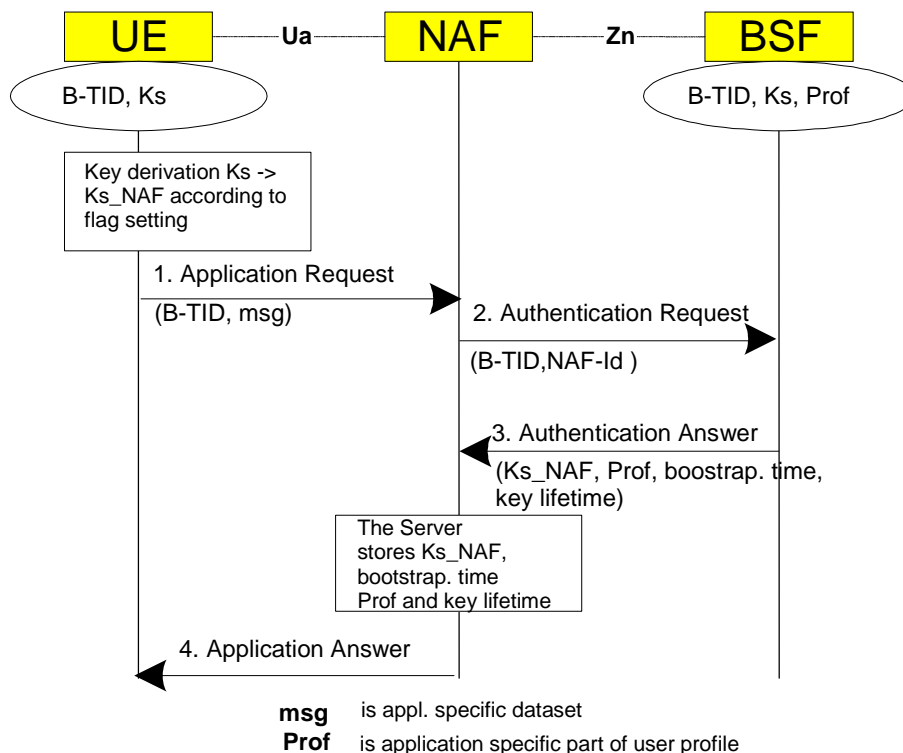 UE
Ua
NAF
Zn
BSF
B-TID, Ks
B-TID, Ks, Prof
Key derivation Ks ->
Ks_NAF according to
flag setting
1. Application Request
(B-TID, msg)
2. Authentication Request
(B-TID,NAF-Id )
3. Authentication Answer
(Ks_NAF, Prof, boostrap. time,
key lifetime)
The Server
stores Ks_NAF,
bootstrap. time
Prof and key lifetime
4. Application Answer
msg is appl. specific dataset
Prof is application specific part of user profile